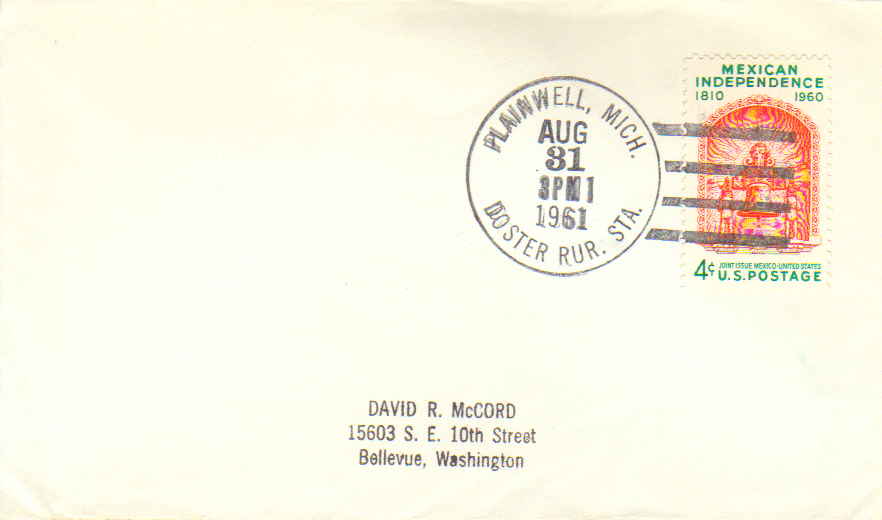 PLAINWELL, MICH.
AUG
31
3PM
1961
DOSTER RUR. STA.
MEXICAN
INDEPENDENCE
1810 1960
4¢ JOINT ISSUE MEXICO-UNITED STATES
U.S. POSTAGE
DAVID R. McCORD
15603 S. E. 10th Street
Bellevue, Washington